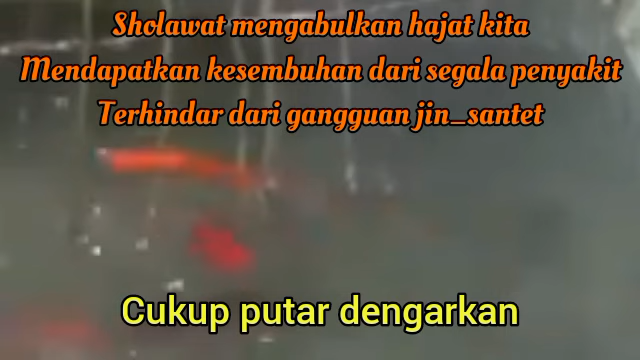 Sholawat mengabulkan hajat kita
Mendapatkan kesembuhan dari segala penyakit
Terhindar dari gangguan jin_santet
Cukup putar dengarkan